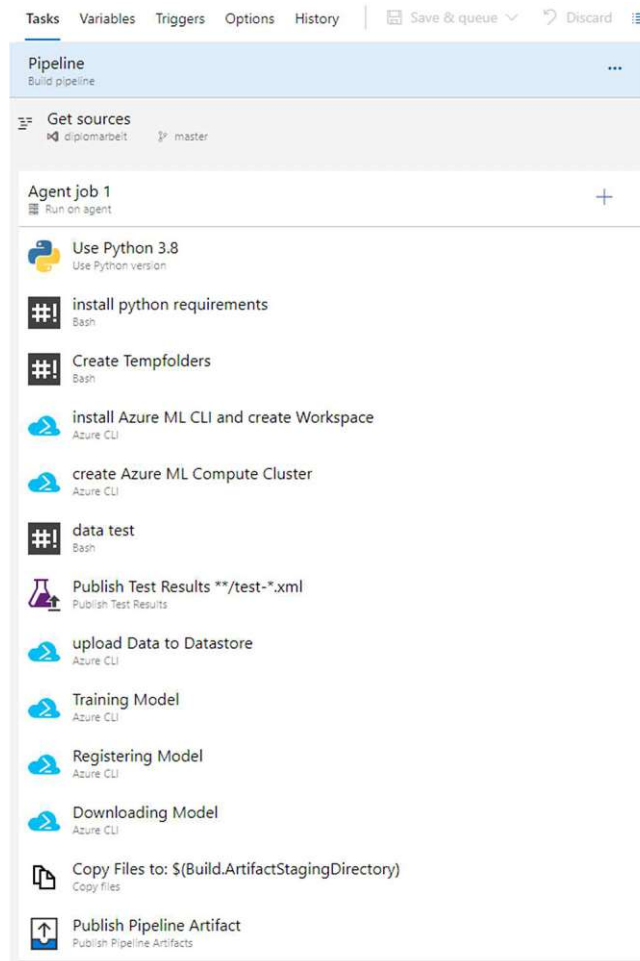 Tasks Variables Triggers Options History Save & queue Discard
Pipeline
Build pipeline
Get sources
diplomarbeit master
Agent job 1
Run on agent
Use Python 3.8
Use Python version
install python requirements
Bash
Create Tempfolders
Bash
install Azure ML CLI and create Workspace
Azure CLI
create Azure ML Compute Cluster
Azure CLI
data test
Bash
Publish Test Results **/test-*.xml
Publish Test Results
upload Data to Datastore
Azure CLI
Training Model
Azure CLI
Registering Model
Azure CLI
Downloading Model
Azure CLI
Copy Files to: $(Build.ArtifactStagingDirectory)
Copy files
Publish Pipeline Artifact
Publish Pipeline Artifacts